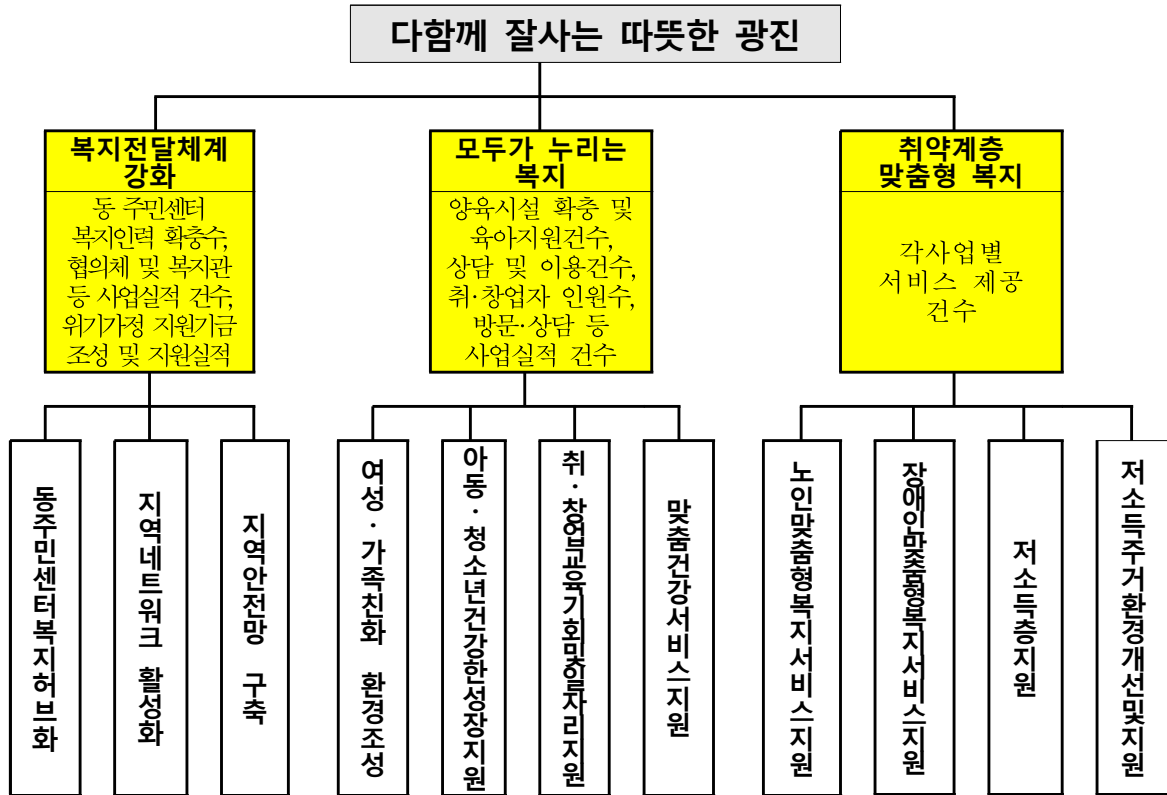 다함께 잘사는 따뜻한 광진
복지전달체계
강화
동 주민센터
복지인력 확충수,
협의체 및 복지관
등 사업실적 건수,
위기가정 지원기금
조성 및 지원실적
모두가 누리는
복지
양육시설 확충 및
육아지원건수,
상담 및 이용건수,
취·창업자 인원수,
방문·상담 등
사업실적 건수
취약계층
맞춤형 복지
각사업별
서비스 제공
건수
동주민센터복지허브화
지역네트워크 활성화
지역안전망 구축
여성·가족친화 환경조성
아동·청소년건강한성장지원
취·창업교육기회및일자리지원
맞춤건강서비스지원
노인맞춤형복지서비스지원
장애인맞춤형복지서비스지원
저소득층지원
저소득주거환경개선및지원